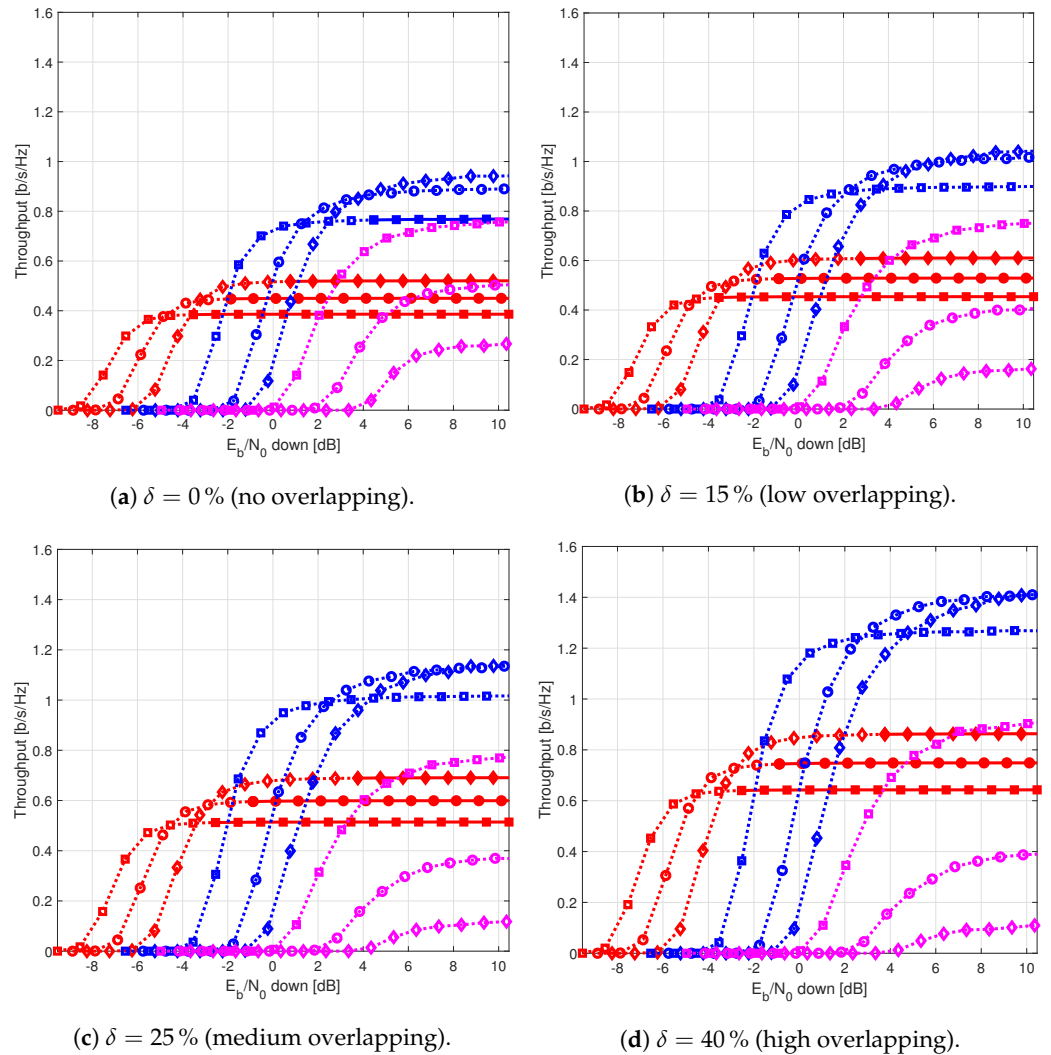 1.6
1.4
1.2
1
0.8
0.6
0.4
0.2
0
Throughput [b/s/Hz]
-8 -6 -4 -2 0 2 4 6 8 10
E_b/N_0 down [dB]
(a) δ = 0 % (no overlapping).
1.6
1.4
1.2
1
0.8
0.6
0.4
0.2
0
Throughput [b/s/Hz]
-8 -6 -4 -2 0 2 4 6 8 10
E_b/N_0 down [dB]
(b) δ = 15 % (low overlapping).
1.6
1.4
1.2
1
0.8
0.6
0.4
0.2
0
Throughput [b/s/Hz]
-8 -6 -4 -2 0 2 4 6 8 10
E_b/N_0 down [dB]
(c) δ = 25 % (medium overlapping).
1.6
1.4
1.2
1
0.8
0.6
0.4
0.2
0
Throughput [b/s/Hz]
-8 -6 -4 -2 0 2 4 6 8 10
E_b/N_0 down [dB]
(d) δ = 40 % (high overlapping).